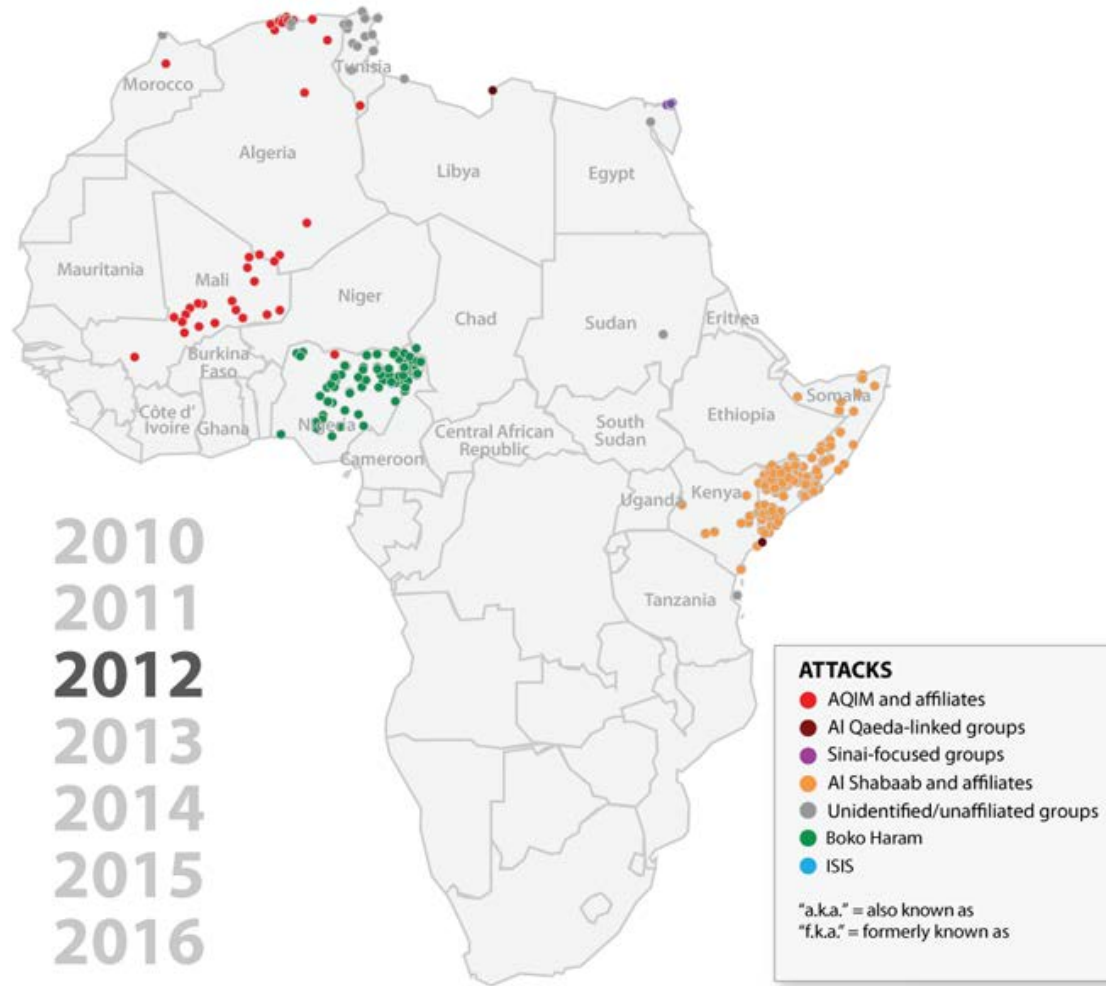 Tunisia
Morocco
Algeria
Libya
Egypt
Mauritania
Mali
Niger
Chad
Sudan
Eritrea
Burkina
Faso
Côte d'
Ivoire
Ghana
Nigeria
Cameroon
Central African
Republic
South
Sudan
Ethiopia
Somalia
Uganda
Kenya
Tanzania
2010
2011
2012
2013
2014
2015
2016
ATTACKS
AQIM and affiliates
Al Qaeda-linked groups
Sinai-focused groups
Al Shabaab and affiliates
Unidentified/unaffiliated groups
Boko Haram
ISIS
"a.k.a." = also known as
"f.k.a." = formerly known as